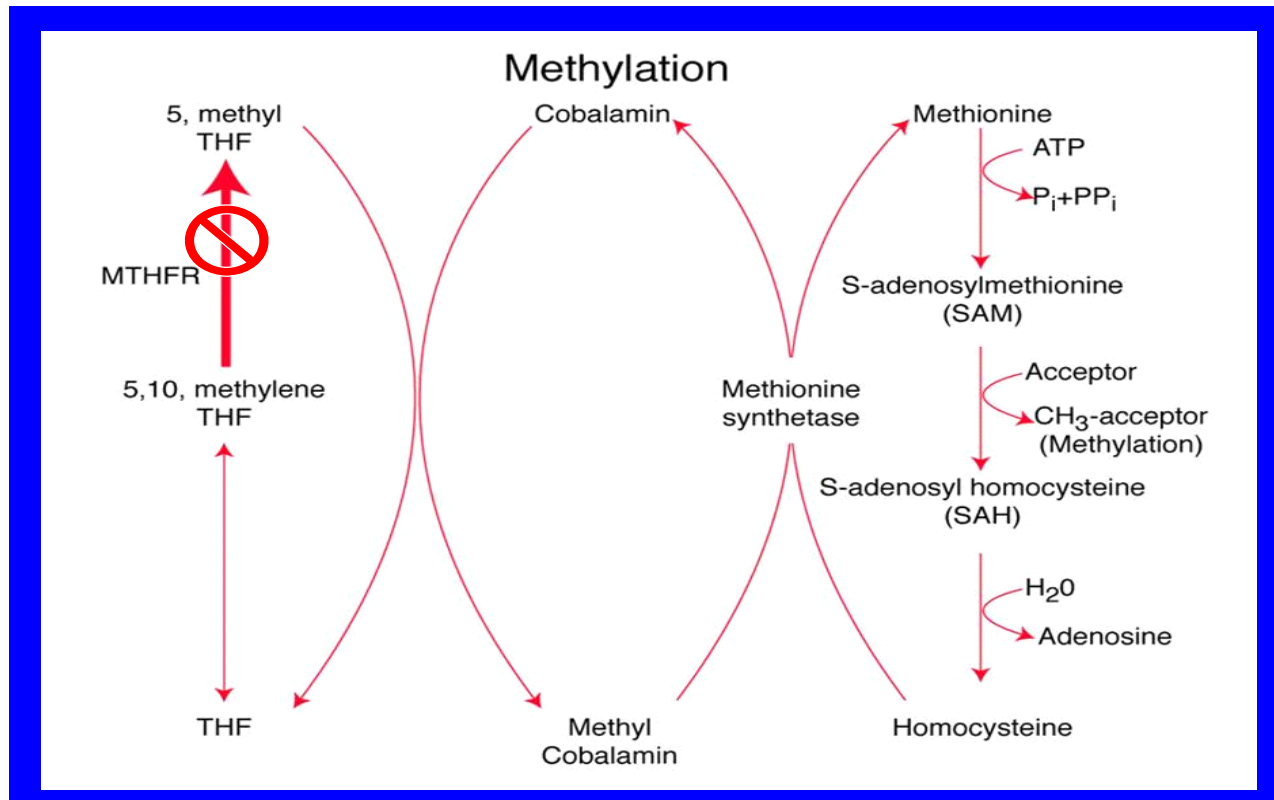 Methylation
5, methyl
THF
Cobalamin
Methionine
ATP
Pi+PPi
MTHFR
S-adenosylmethionine
(SAM)
5,10, methylene
THF
Methionine
synthetase
Acceptor
CH3-acceptor
(Methylation)
S-adenosyl homocysteine
(SAH)
H20
Adenosine
THF
Methyl
Cobalamin
Homocysteine